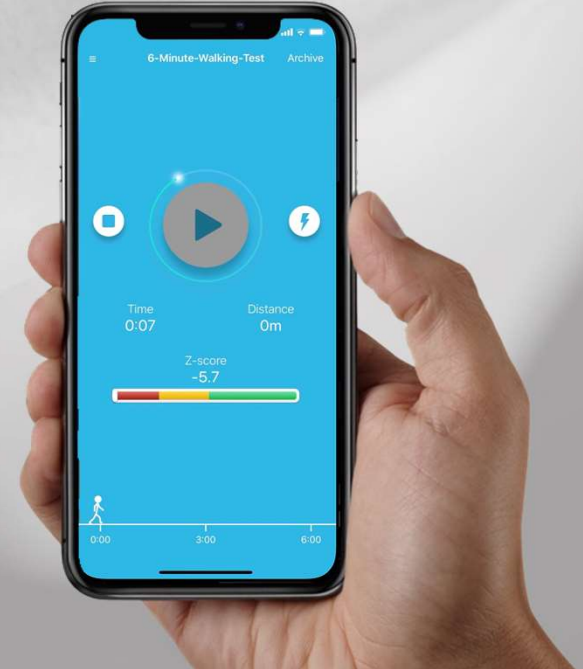 6-Minute-Walking-Test Archive
Time
0:07
Distance
0m
Z-score
-5.7
0:00 3:00 6:00